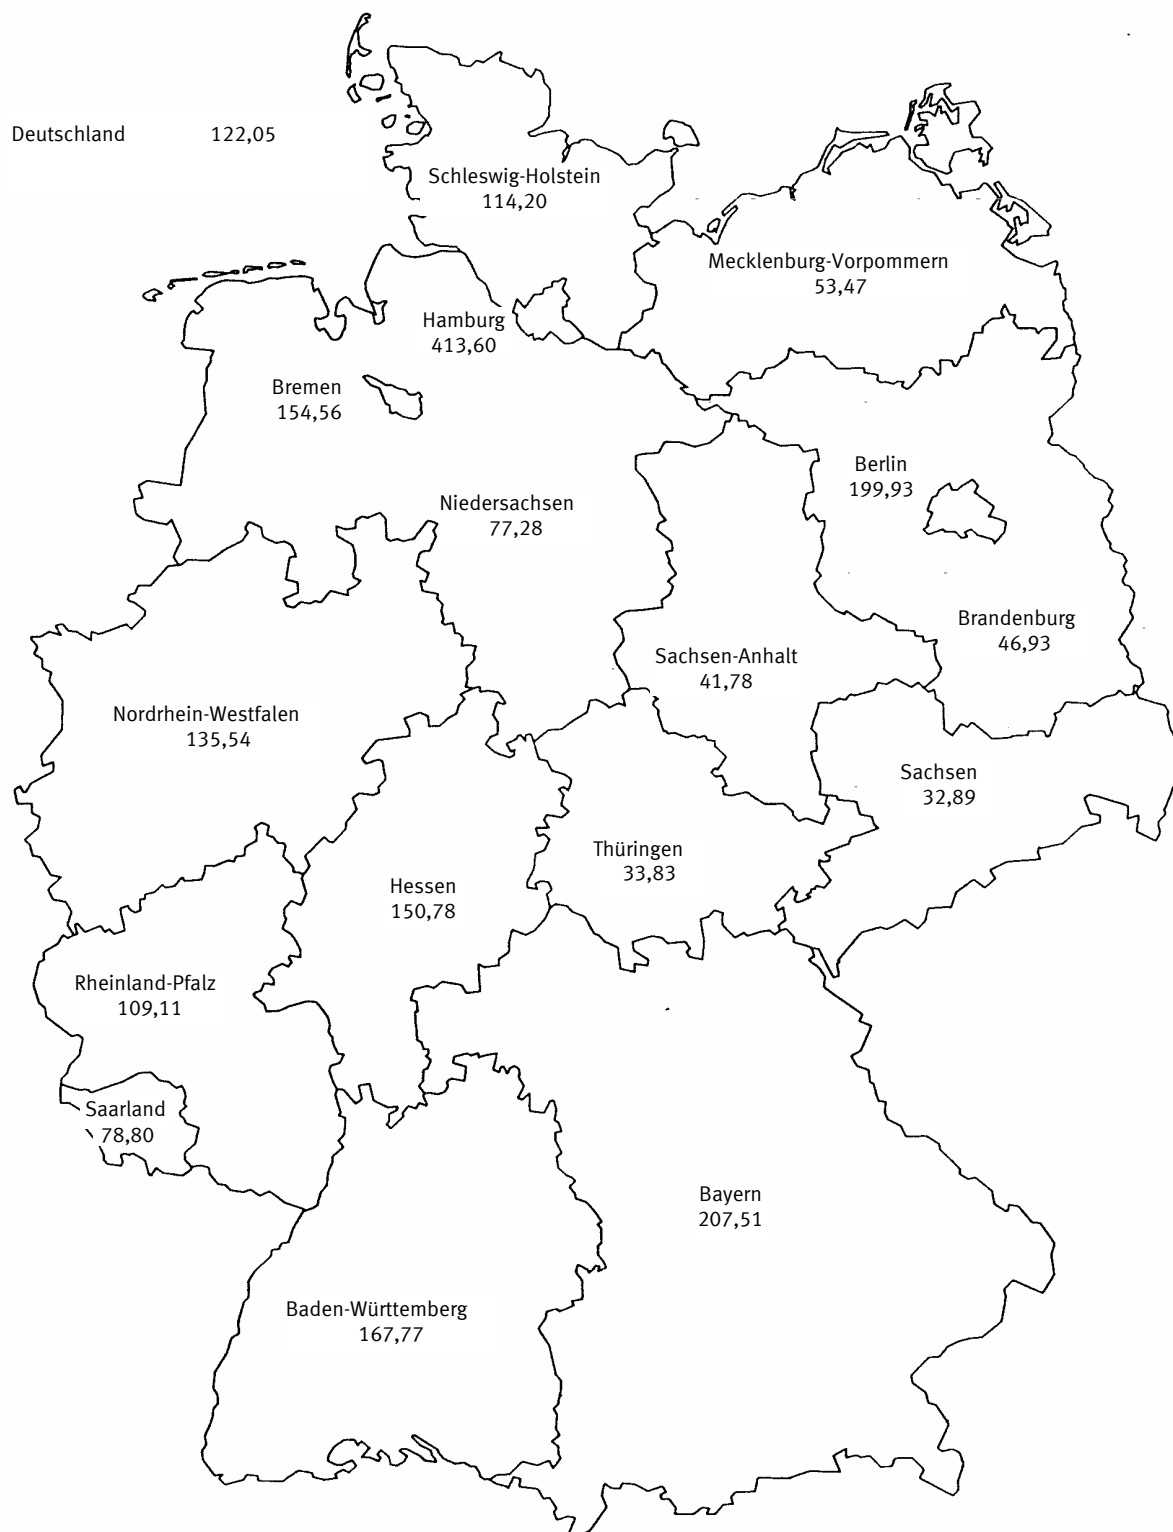 Deutschland 122,05
Schleswig-Holstein
114,20
Mecklenburg-Vorpommern
53,47
Hamburg
413,60
Bremen
154,56
Berlin
199,93
Niedersachsen
77,28
Brandenburg
46,93
Sachsen-Anhalt
41,78
Nordrhein-Westfalen
135,54
Sachsen
32,89
Thüringen
33,83
Hessen
150,78
Rheinland-Pfalz
109,11
Saarland
78,80
Bayern
207,51
Baden-Württemberg
167,77